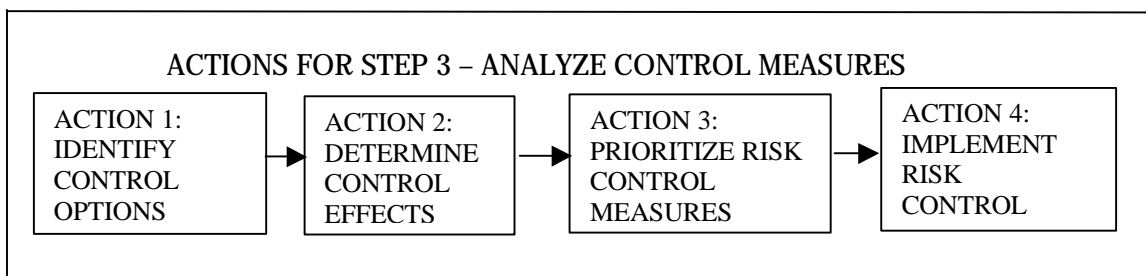 ACTIONS FOR STEP 3 – ANALYZE CONTROL MEASURES
ACTION 1:
IDENTIFY
CONTROL
OPTIONS
ACTION 2:
DETERMINE
CONTROL
EFFECTS
ACTION 3:
PRIORITIZE RISK
CONTROL
MEASURES
ACTION 4:
IMPLEMENT
RISK
CONTROL